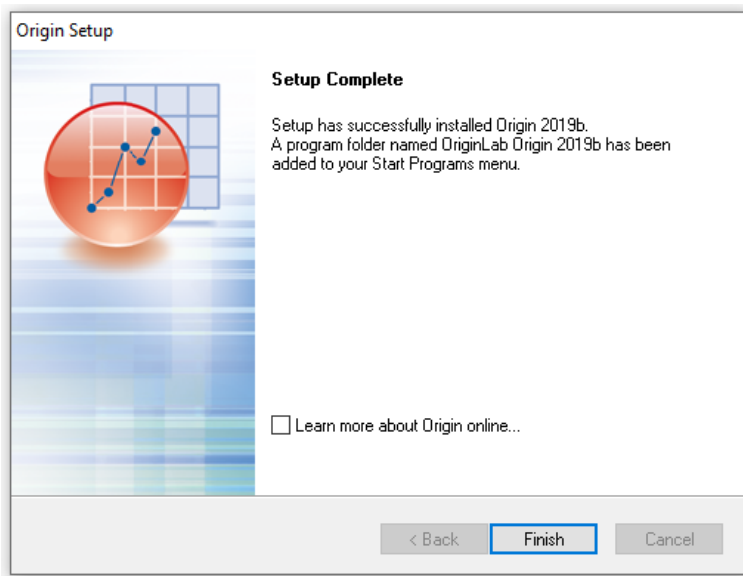 Origin Setup
Setup Complete
Setup has successfully installed Origin 2019b.
A program folder named OriginLab Origin 2019b has been
added to your Start Programs menu.
Learn more about Origin online...
< Back
Finish
Cancel